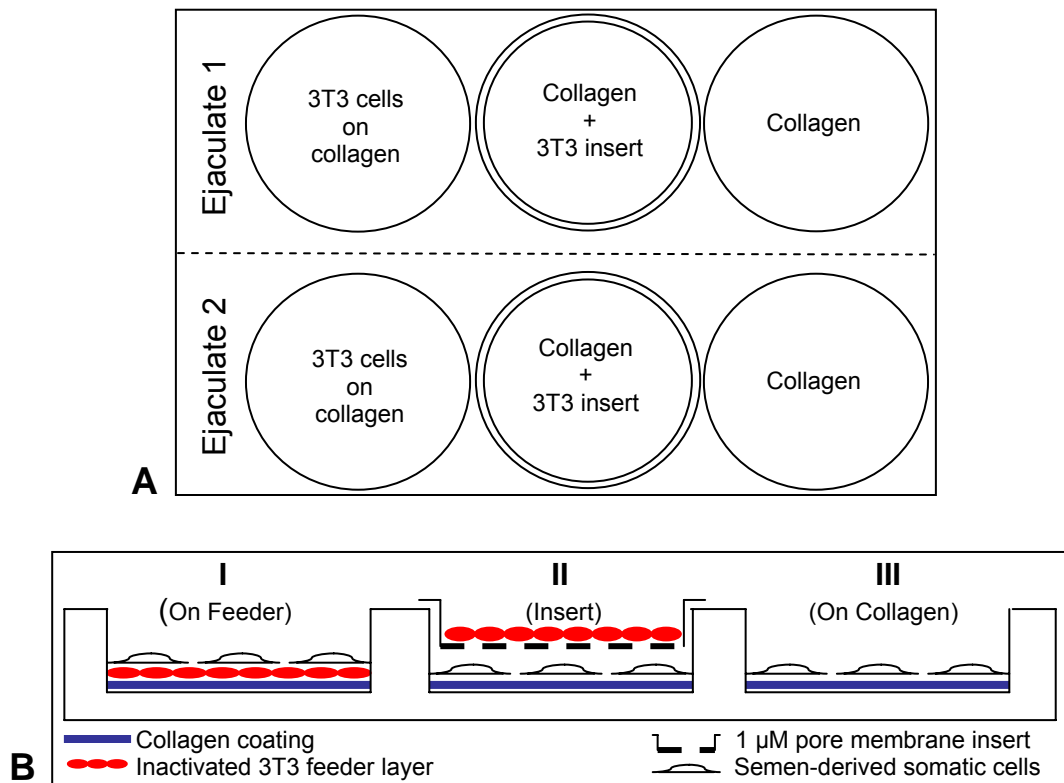 Ejaculate 1
3T3 cells
on
collagen
Collagen
+
3T3 insert
Collagen
Ejaculate 2
3T3 cells
on
collagen
Collagen
+
3T3 insert
Collagen
A
I
(On Feeder)
II
(Insert)
III
(On Collagen)
Collagen coating
Inactivated 3T3 feeder layer
1 µM pore membrane insert
Semen-derived somatic cells
B